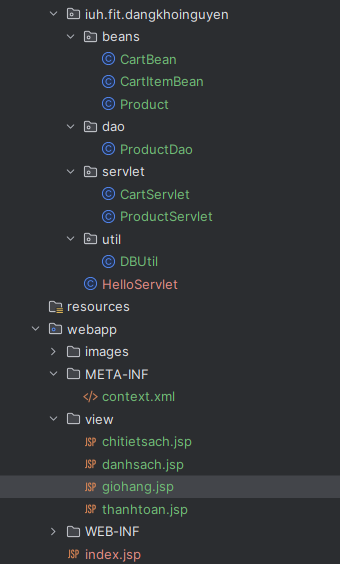 iuh.fit.dangkhoinguyen
beans
CartBean
CartItemBean
Product
dao
ProductDao
servlet
CartServlet
ProductServlet
util
DBUtil
HelloServlet
resources
webapp
images
META-INF
context.xml
view
chitietsach.jsp
danhsach.jsp
giohang.jsp
thanhtoan.jsp
WEB-INF
index.jsp